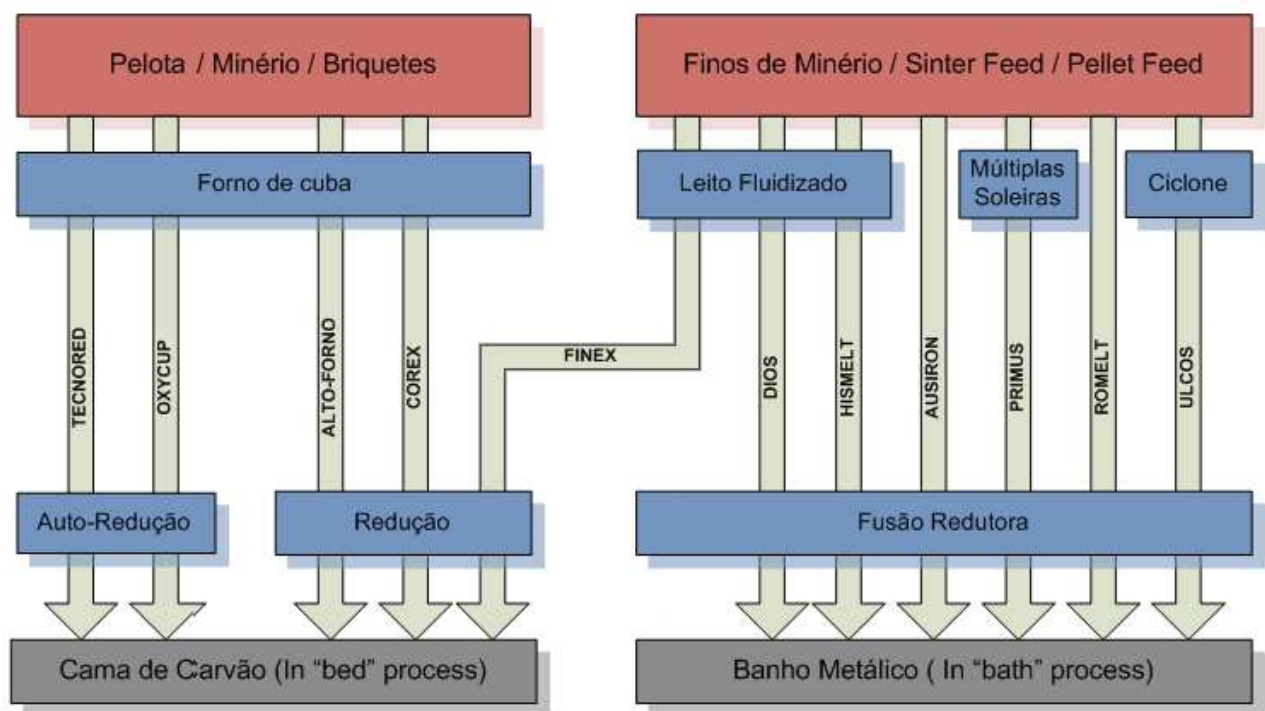 Pelota / Minério / Briquetes
Finos de Minério / Sinter Feed / Pellet Feed
Forno de cuba
Leito Fluidizado
Múltiplas
Soleiras
Ciclone
TECNORED
OXYCUP
ALTO-FORNO
COREX
FINEX
DIOS
HISMELT
AUSIRON
PRIMUS
ROMELT
ULCOS
Auto-Redução
Redução
Fusão Redutora
Cama de Carvão (In “bed” process)
Banho Metálico ( In “bath” process)